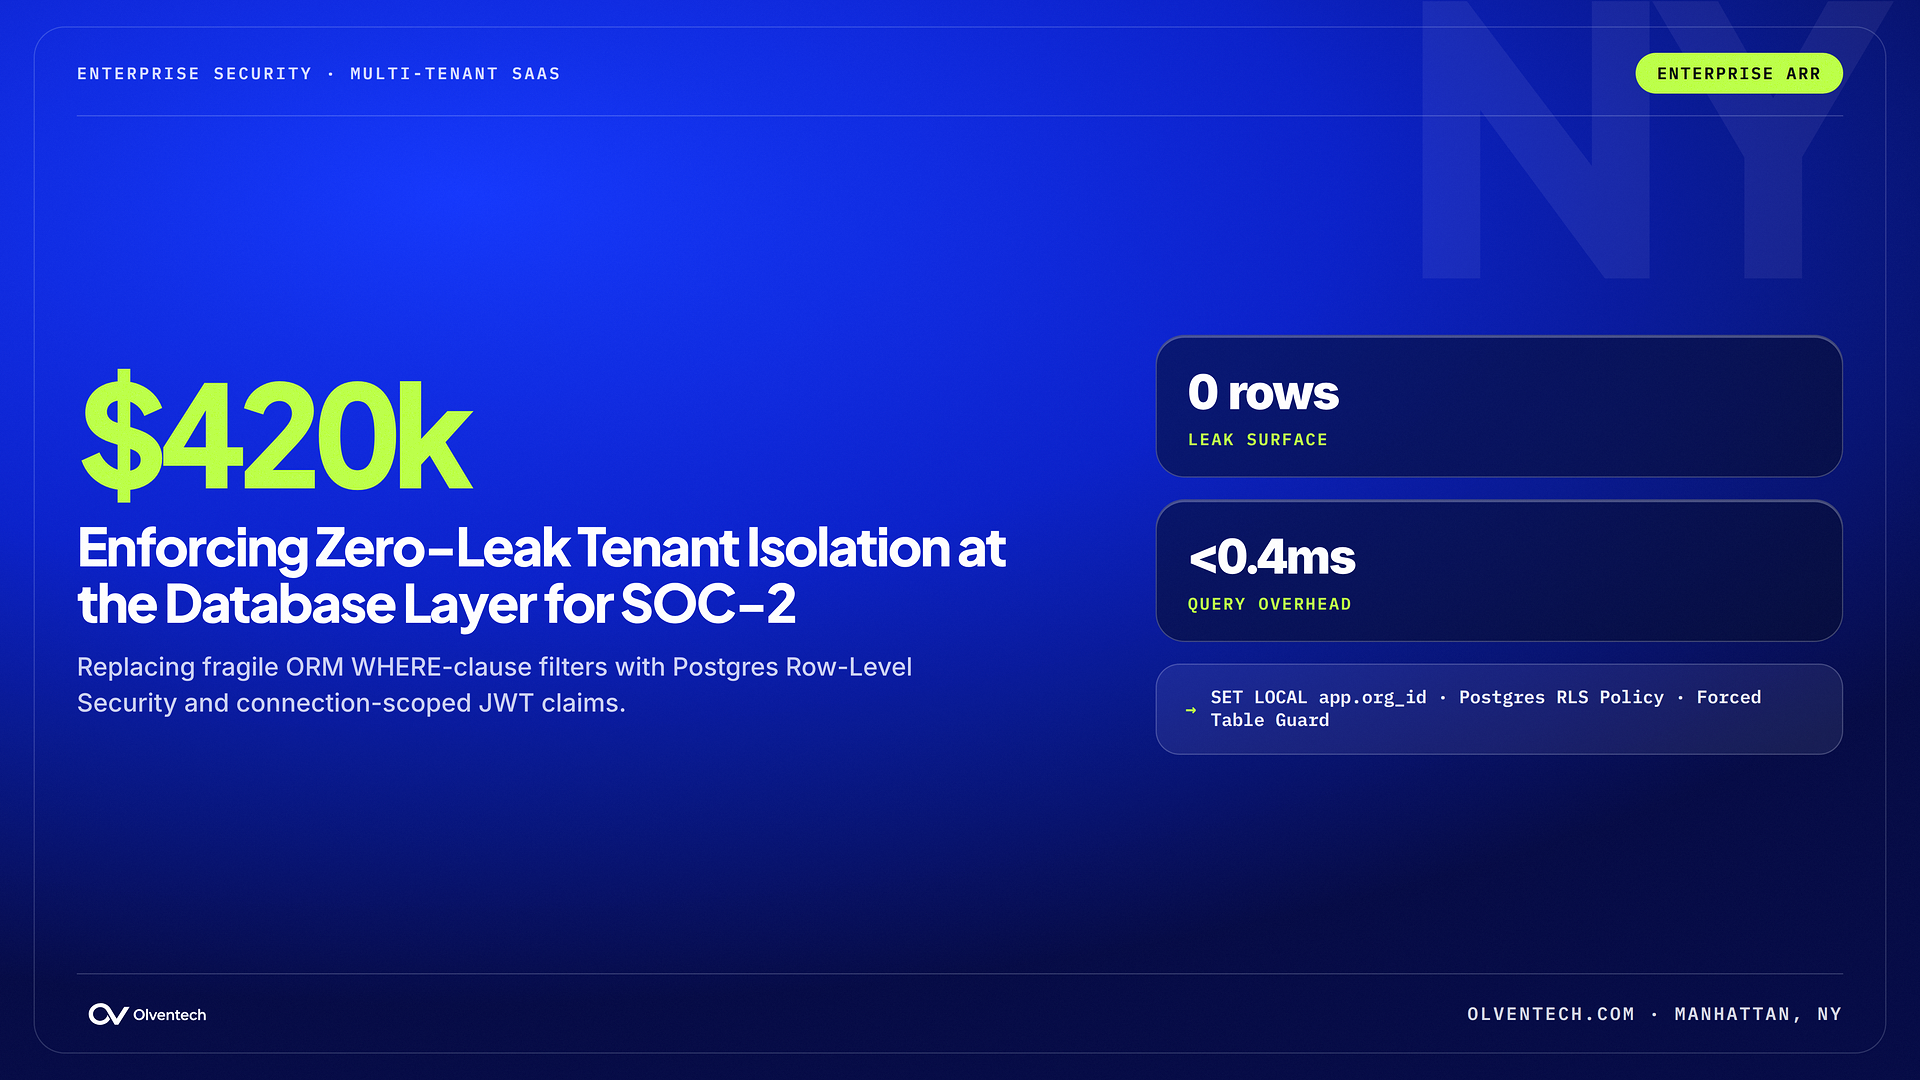 ENTERPRISE SECURITY · MULTI-TENANT SAAS
ENTERPRISE ARR
NY
$420k
Enforcing Zero-Leak Tenant Isolation at
the Database Layer for SOC-2
Replacing fragile ORM WHERE-clause filters with Postgres Row-Level
Security and connection-scoped JWT claims.
0 rows
LEAK SURFACE
<0.4ms
QUERY OVERHEAD
→ SET LOCAL app.org_id · Postgres RLS Policy · Forced
Table Guard
Olventech
OLVENTECH.COM · MANHATTAN, NY